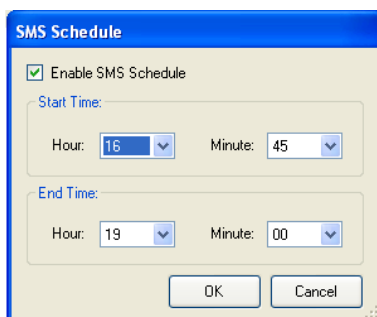 SMS Schedule
Enable SMS Schedule
Start Time:
Hour: 16 Minute: 45
End Time:
Hour: 19 Minute: 00
OK Cancel